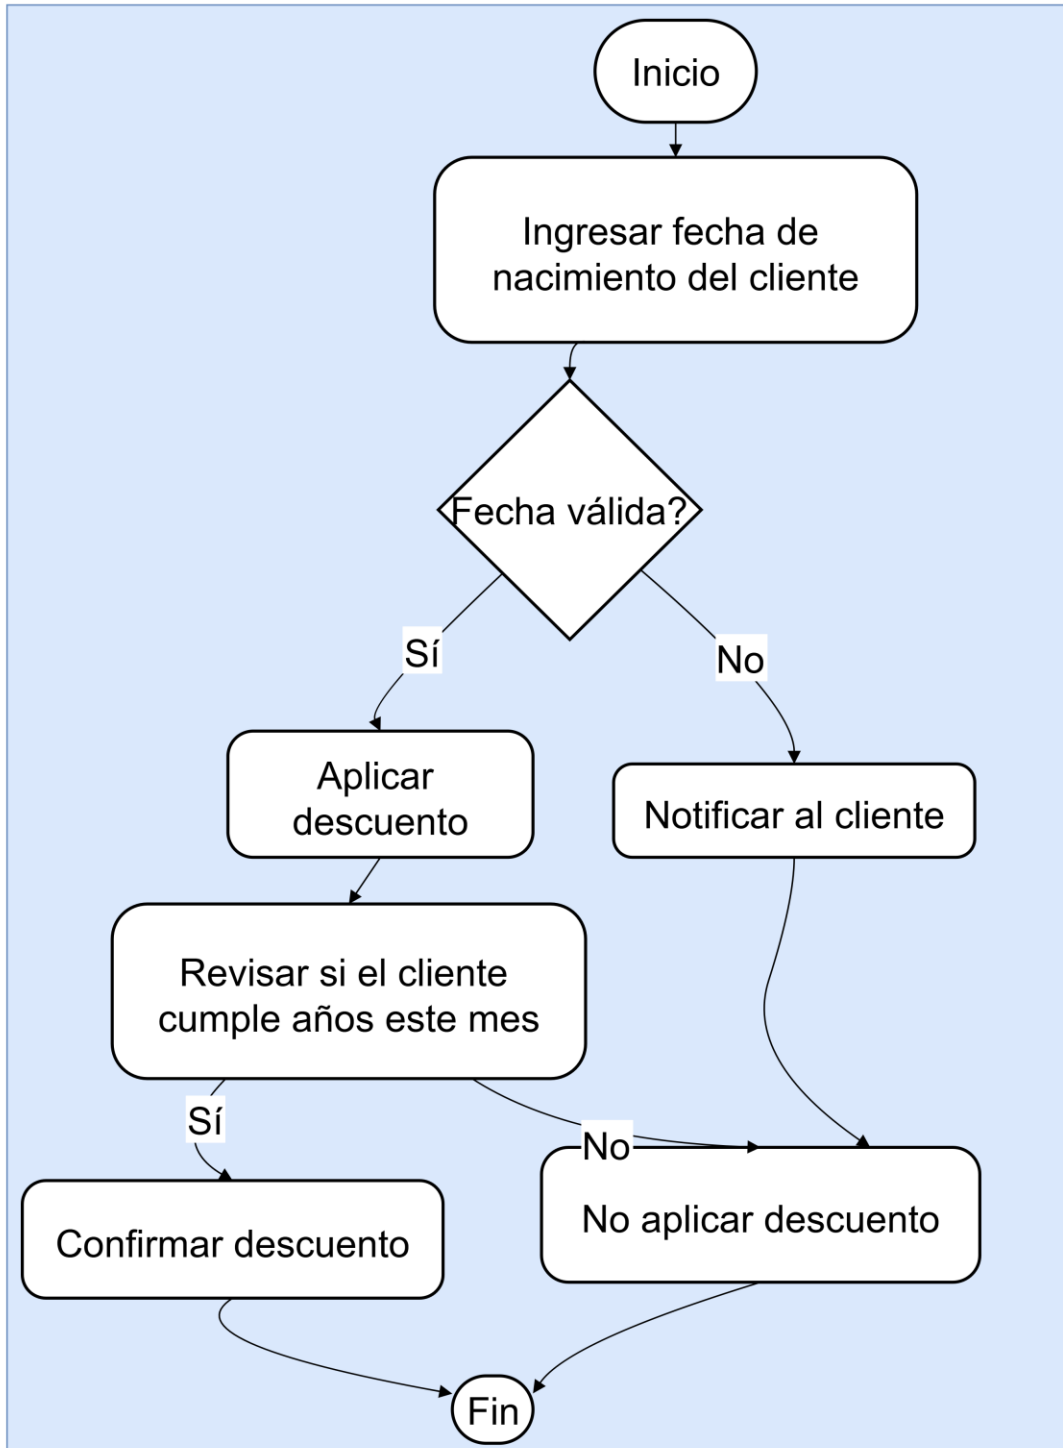 Inicio
Ingresar fecha de
nacimiento del cliente
Fecha válida?
Sí
No
Aplicar
descuento
Notificar al cliente
Revisar si el cliente
cumple años este mes
Sí
No
Confirmar descuento
No aplicar descuento
Fin